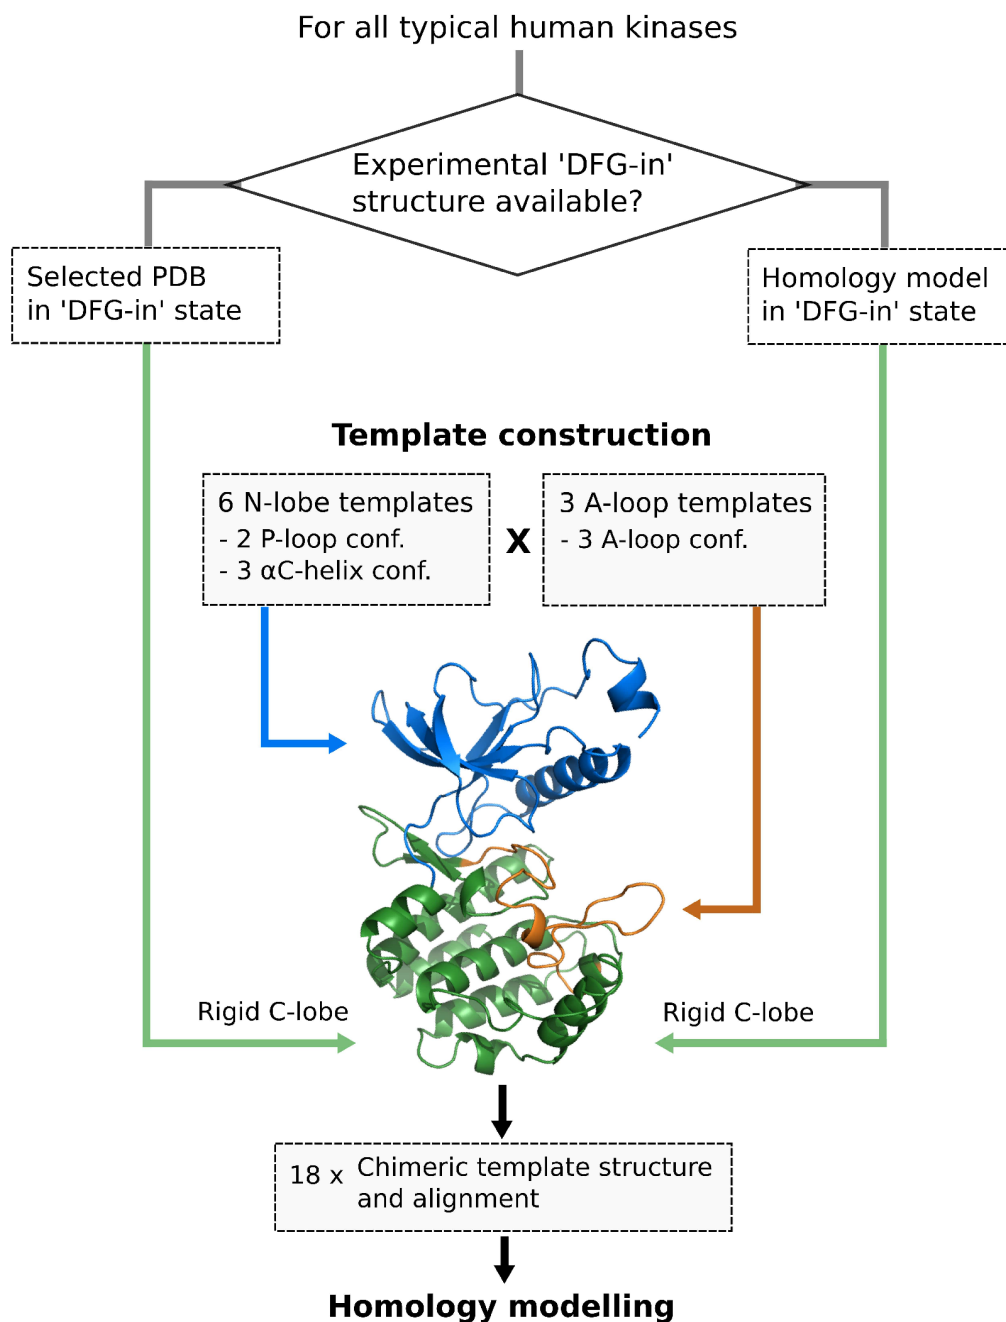 For all typical human kinases
Experimental 'DFG-in'
structure available?
Selected PDB
in 'DFG-in' state
Homology model
in 'DFG-in' state
Template construction
6 N-lobe templates
- 2 P-loop conf.
- 3 αC-helix conf.
X
3 A-loop templates
- 3 A-loop conf.
Rigid C-lobe
Rigid C-lobe
18 x Chimeric template structure
and alignment
Homology modelling